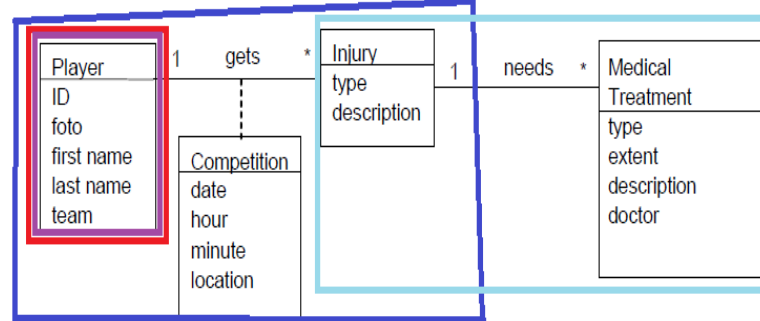 Player
ID
foto
first name
last name
team
1 gets *
Competition
date
hour
minute
location
Injury
type
description
1 needs *
Medical
Treatment
type
extent
description
doctor